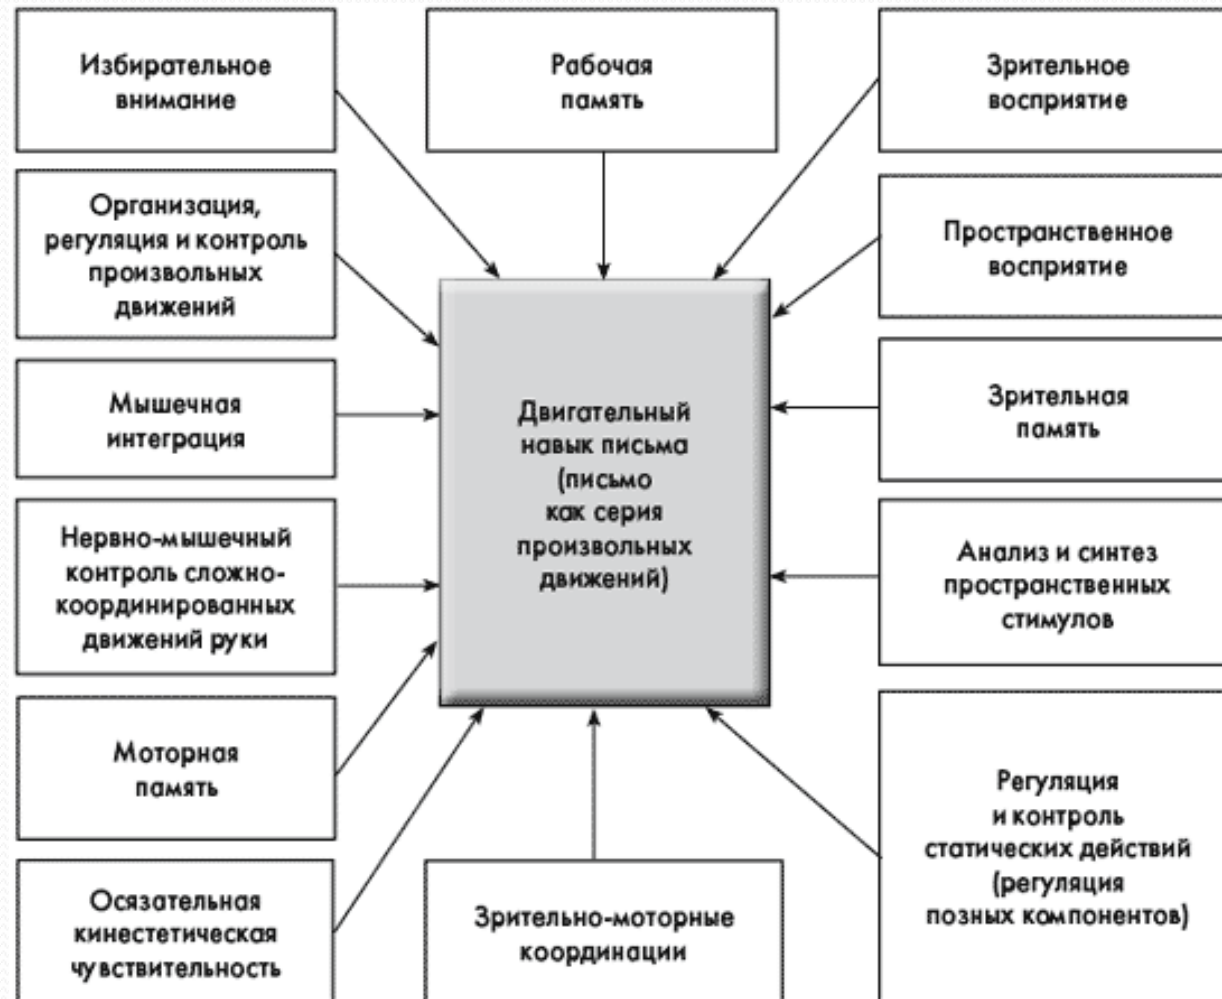 Избирательное
внимание
Рабочая
память
Зрительное
восприятие
Организация,
регуляция и контроль
произвольных
движений
Пространственное
восприятие
Мышечная
интеграция
Двигательный
навык письма
(письмо
как серия
произвольных
движений)
Зрительная
память
Нервно-мышечный
контроль сложно-
координированных
движений руки
Анализ и синтез
пространственных
стимулов
Моторная
память
Регуляция
и контроль
статических действий
(регуляция
позных компонентов)
Осязательная
кинестетическая
чувствительность
Зрительно-моторные
координации